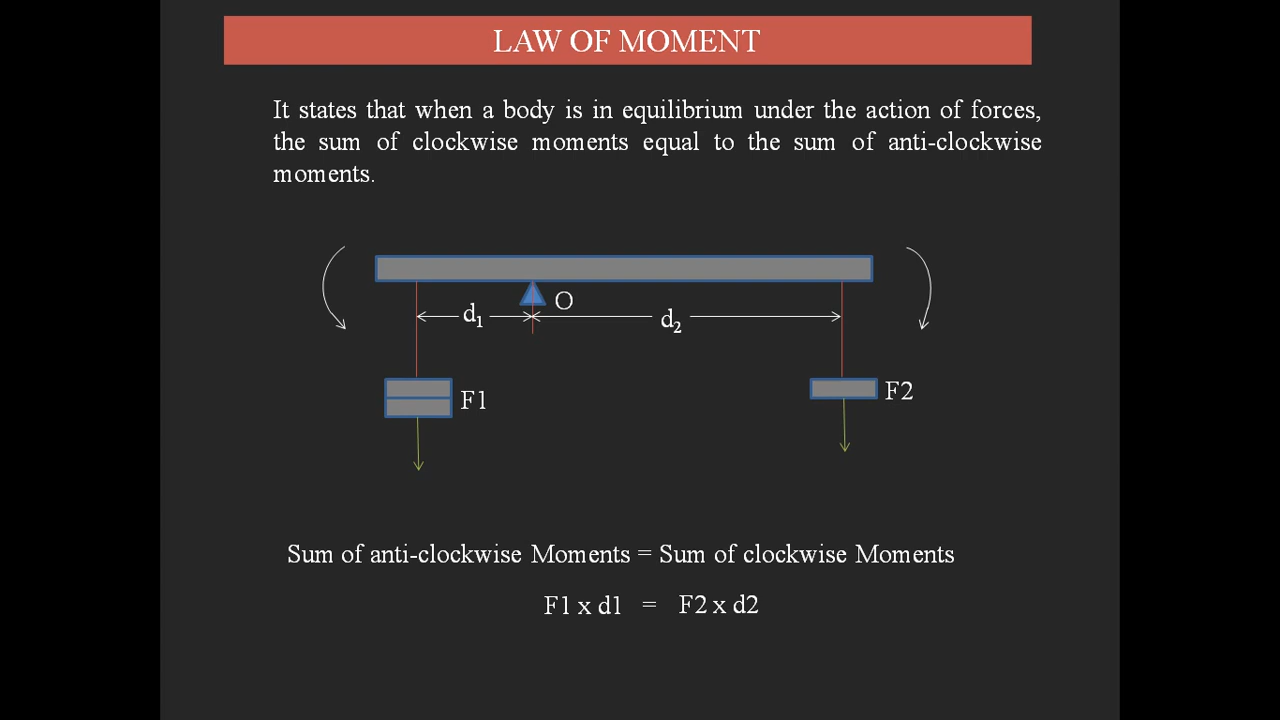 LAW OF MOMENT
It states that when a body is in equilibrium under the action of forces,
the sum of clockwise moments equal to the sum of anti-clockwise
moments.
O
d1
d2
F1
F2
Sum of anti-clockwise Moments = Sum of clockwise Moments
F1 x d1 = F2 x d2